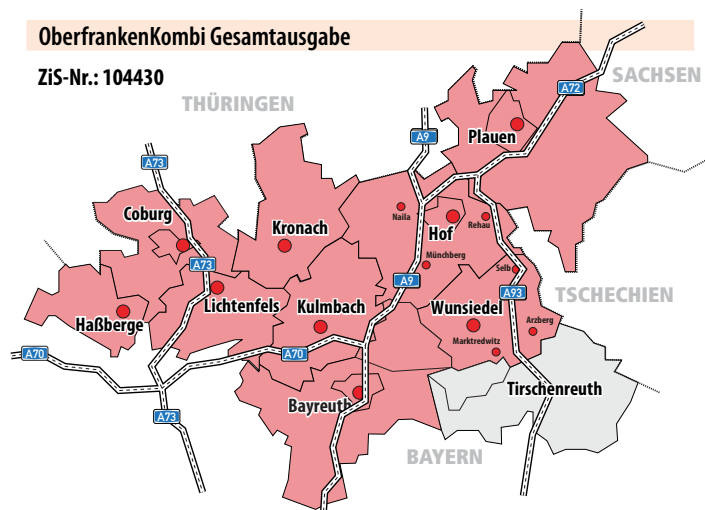 OberfrankenKombi Gesamtausgabe
ZiS-Nr.: 104430
SACHSEN
A72
THÜRINGEN
Plauen
A9
A73
Naila
Coburg
Kronach
Hof
Rehau
Münchberg
A73
Selb
A9
A93
TSCHECHIEN
Lichtenfels
Kulmbach
Wunsiedel
Haßberge
Arzberg
Marktredwitz
A70
A70
Tirschenreuth
Bayreuth
A73
BAYERN